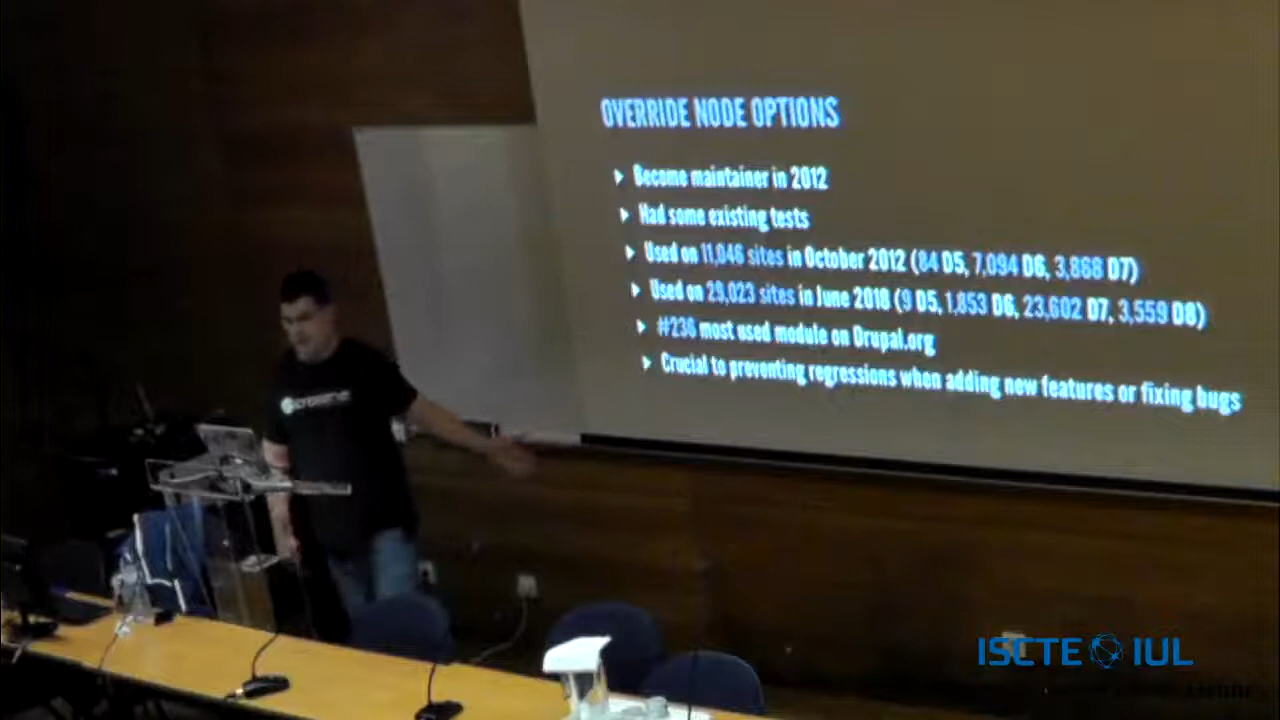 OVERRIDE NODE OPTIONS
Become maintainer in 2012
Had some existing tests
Used on 11,046 sites in October 2012 (84 D5, 7,094 D6, 3,868 D7)
Used on 29,023 sites in June 2018 (9 D5, 1,853 D6, 23,602 D7, 3,559 D8)
#236 most used module on Drupal.org
Crucial to preventing regressions when adding new features or fixing bugs
ISCTE IUL